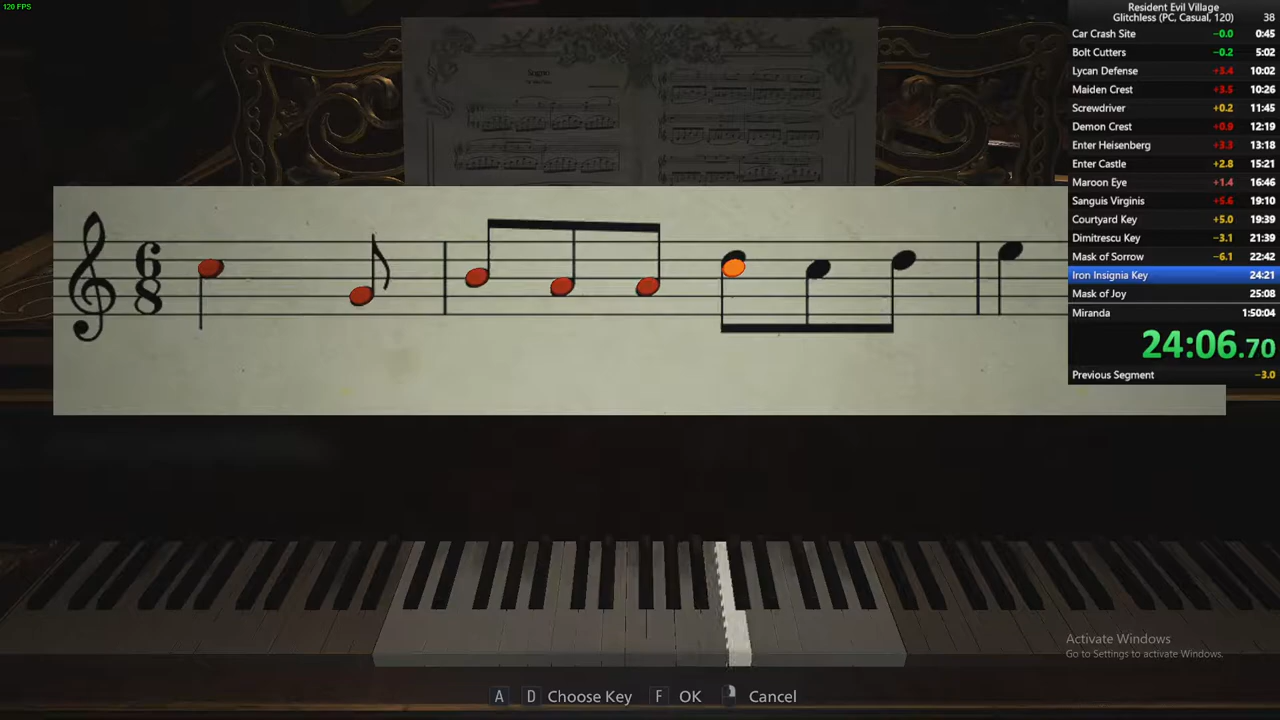 120 FPS
Resident Evil Village
Glitchless (PC, Casual, 120) 38
Car Crash Site −0.0 0:45
Bolt Cutters −0.2 5:02
Lycan Defense +3.4 10:02
Maiden Crest +3.5 10:26
Screwdriver +0.2 11:45
Demon Crest +0.9 12:19
Enter Heisenberg +3.3 13:18
Enter Castle +2.8 15:21
Maroon Eye +1.4 16:46
Sanguis Virginis +5.6 19:10
Courtyard Key +5.0 19:39
Dimitrescu Key −3.1 21:39
Mask of Sorrow −6.1 22:42
Iron Insignia Key 24:21
Mask of Joy 25:08
Miranda 1:50:04
24:06.70
Previous Segment −3.0
6
8
Activate Windows
Go to Settings to activate Windows.
A D Choose Key F OK Cancel